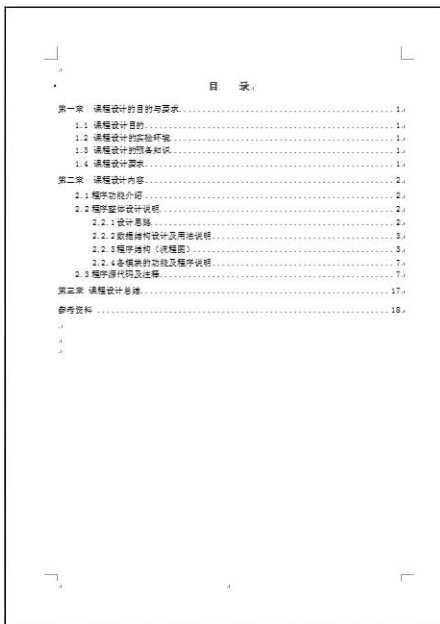 目 录
第一章 课程设计的目的与要求 1
1.1 课程设计目的 1
1.2 课程设计的实验环境 1
1.3 课程设计的预备知识 1
1.4 课程设计要求 1
第二章 课程设计内容 2
2.1程序功能介绍 2
2.2程序整体设计说明 2
2.2.1设计思路 2
2.2.2数据结构设计及用法说明 3
2.2.3程序结构（流程图） 3
2.2.4各模块的功能及程序说明 7
2.3程序源代码及注释 7
第三章 课程设计总结 17
参考资料 18